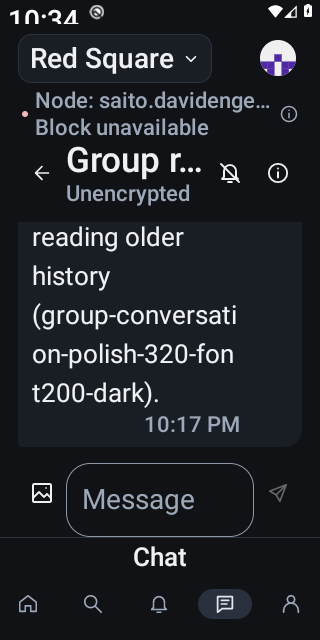 10:34
Red Square
Node: saito.davidenge...
Block unavailable
Group r...
Unencrypted
reading older
history
(group-conversati
on-polish-320-fon
t200-dark).
10:17 PM
Message
Chat